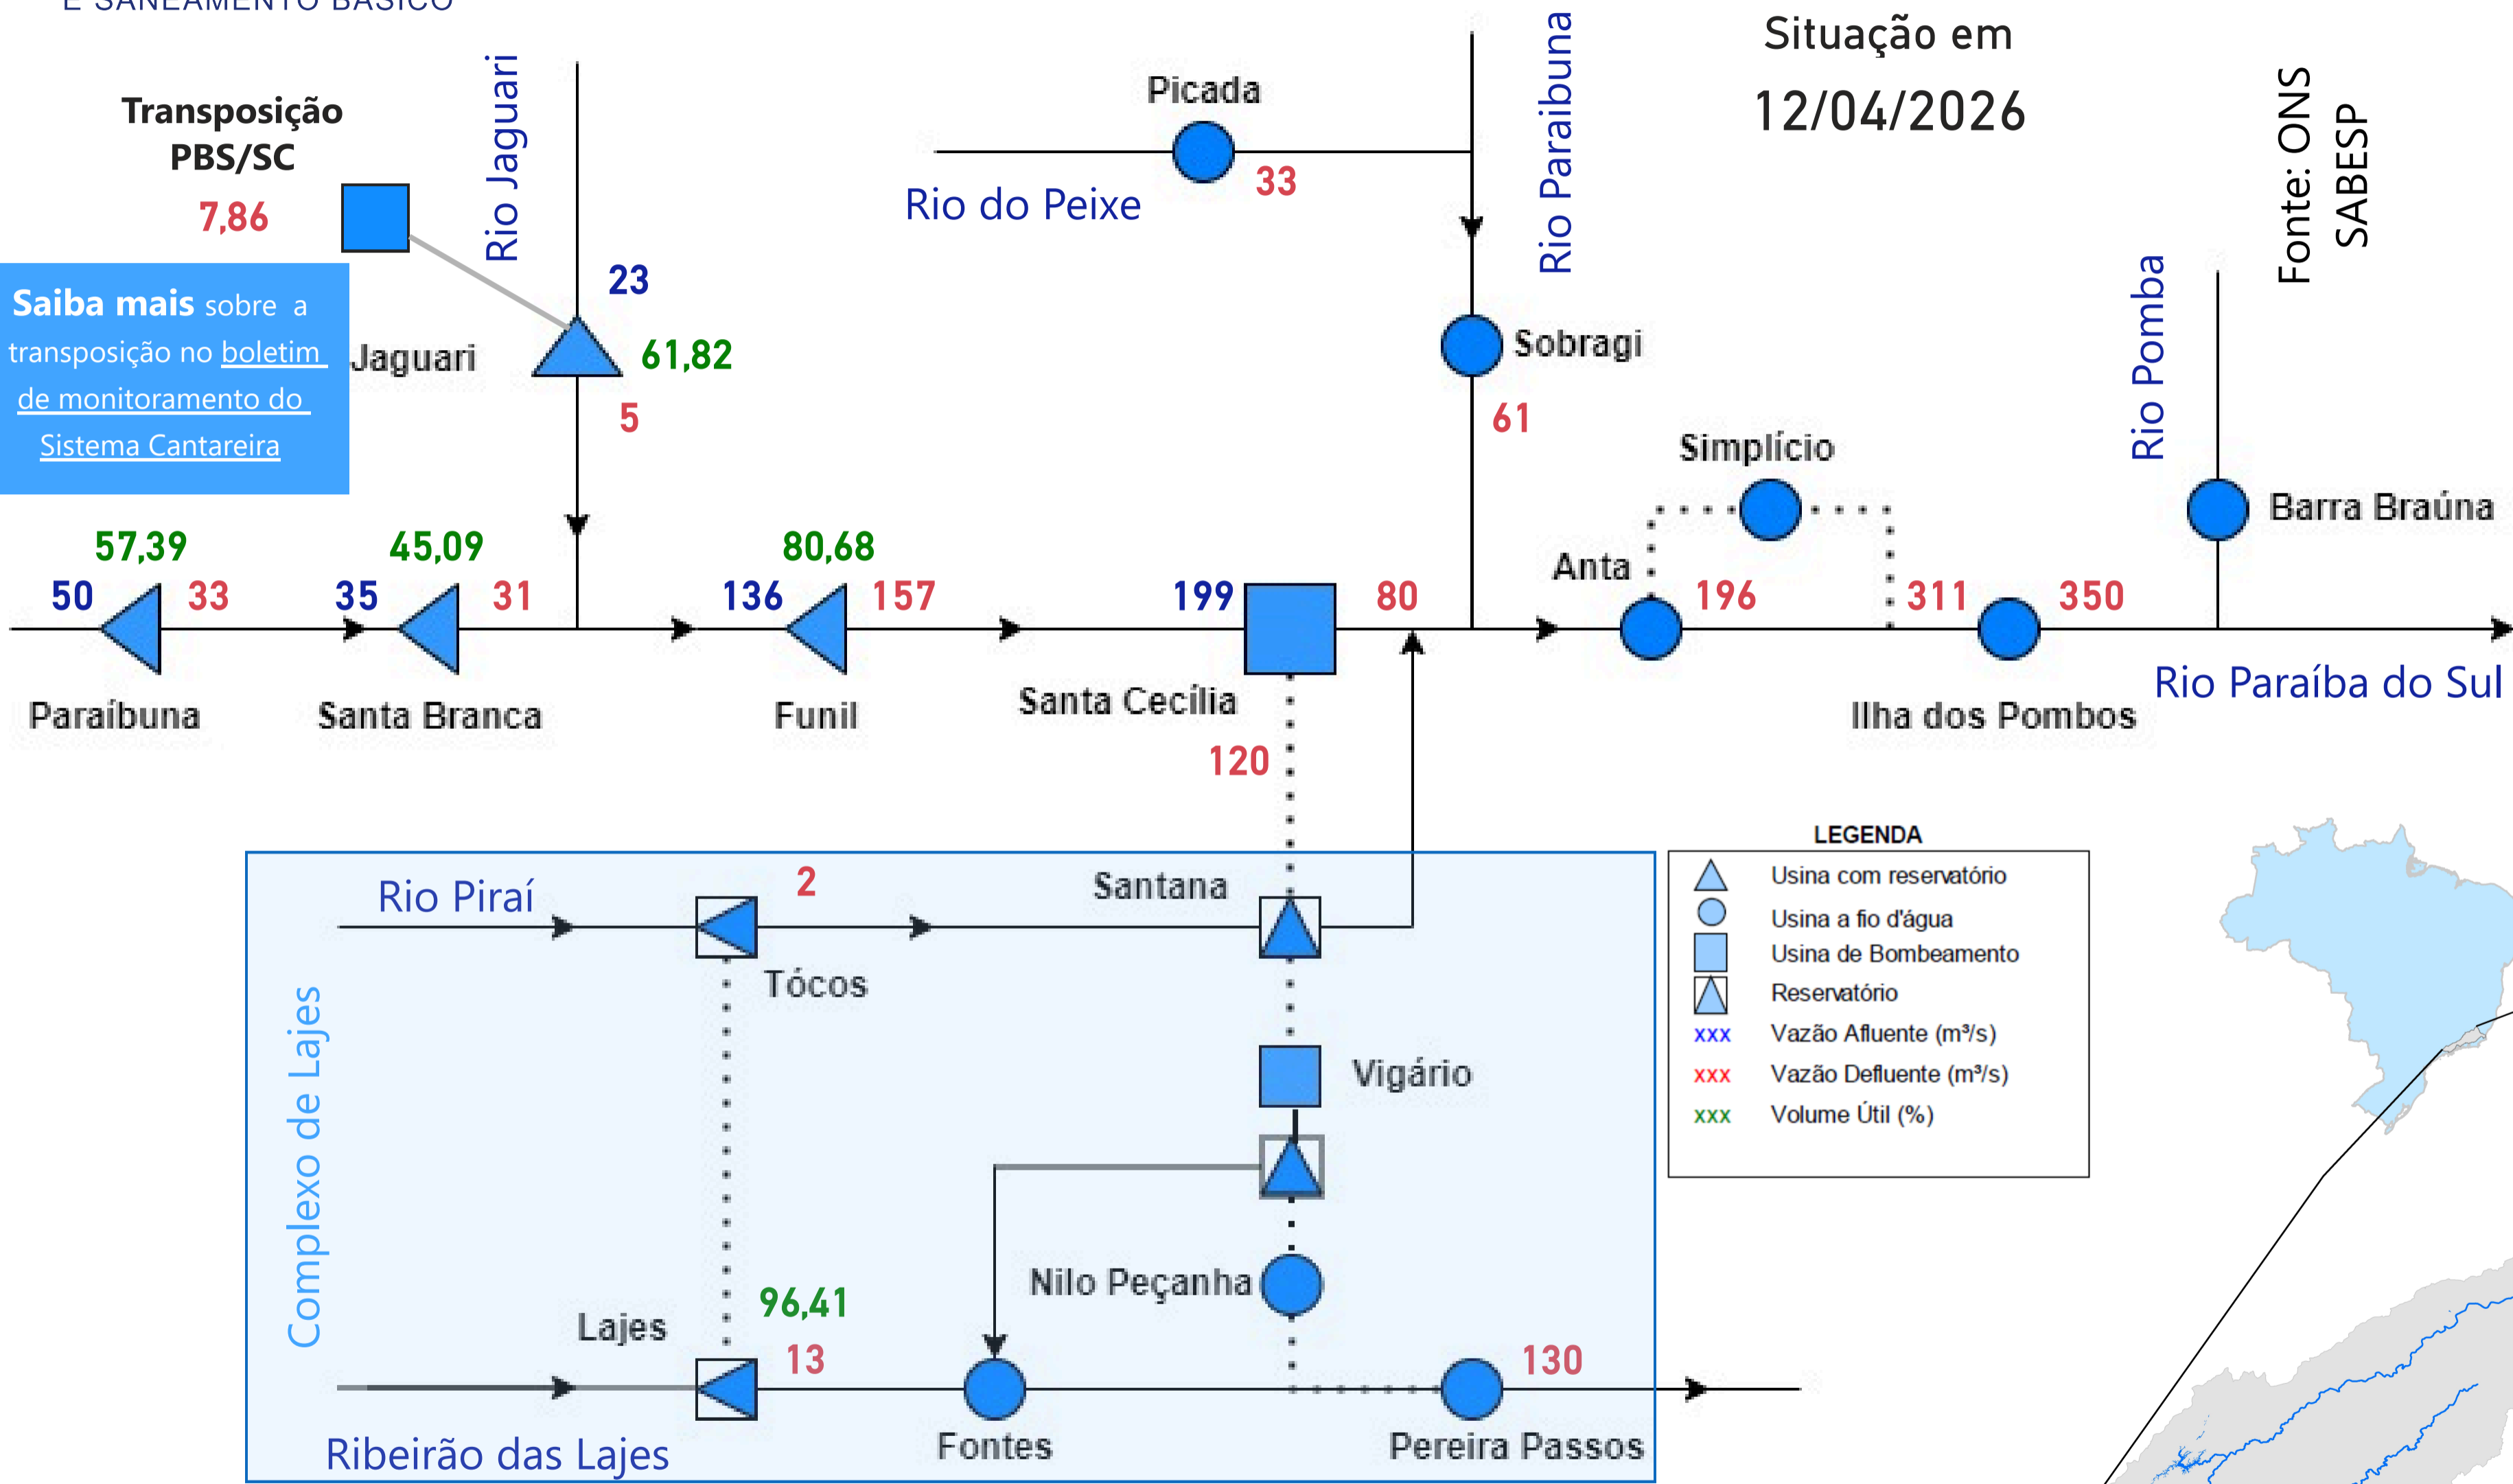 E SANEAMENTO BÁSICO
Situação em
12/04/2026
Fonte: ONS
SABESP
Transposição
PBS/SC
7,86
Rio Jaguari
Picada
33
Rio do Peixe
Rio Paraibuna
Saiba mais sobre a
transposição no boletim
de monitoramento do
Sistema Cantareira
23
Jaguari
61,82
5
Sobragi
61
Simplício
Rio Pomba
Barra Braúna
57,39
50
33
Paraíbuna
45,09
35
31
Santa Branca
80,68
136
157
Funil
199
80
Santa Cecília
120
Anta
196
311
350
Ilha dos Pombos
Rio Paraíba do Sul
Complexo de Lajes
Rio Piraí
2
Tócos
Santana
Vigário
Nilo Peçanha
Lajes
96,41
13
Ribeirão das Lajes
Fontes
130
Pereira Passos
LEGENDA
Usina com reservatório
Usina a fio d'água
Usina de Bombeamento
Reservatório
xxx Vazão Afluente (m³/s)
xxx Vazão Defluente (m³/s)
xxx Volume Útil (%)